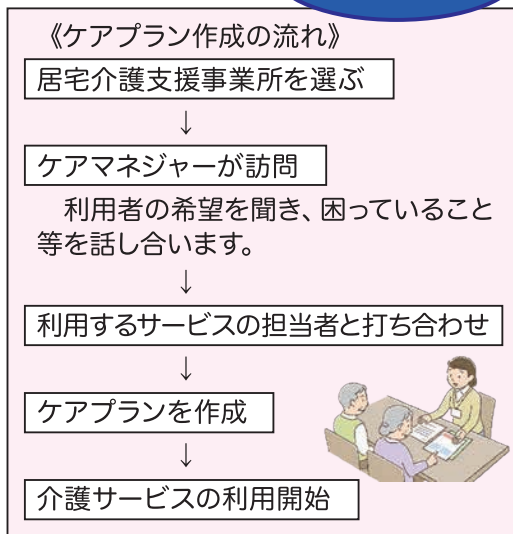 《ケアプラン作成の流れ》
居宅介護支援事業所を選ぶ
↓
ケアマネジャーが訪問
利用者の希望を聞き、困っていること
等を話し合います。
↓
利用するサービスの担当者と打ち合わせ
↓
ケアプランを作成
↓
介護サービスの利用開始